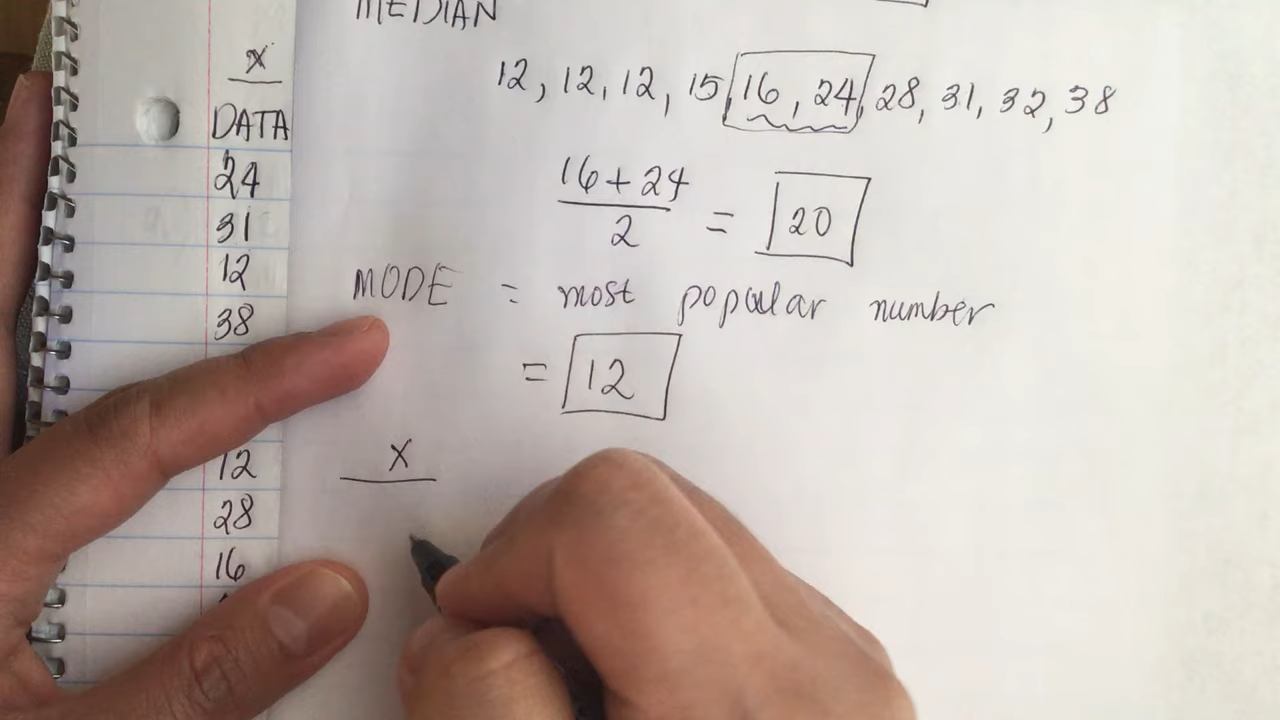 MEDIAN
12, 12, 12, 15, 16, 24, 28, 31, 32, 38
16 + 24
2
= 20
MODE = most popular number
= 12
X
X
DATA
24
31
12
38
12
28
16